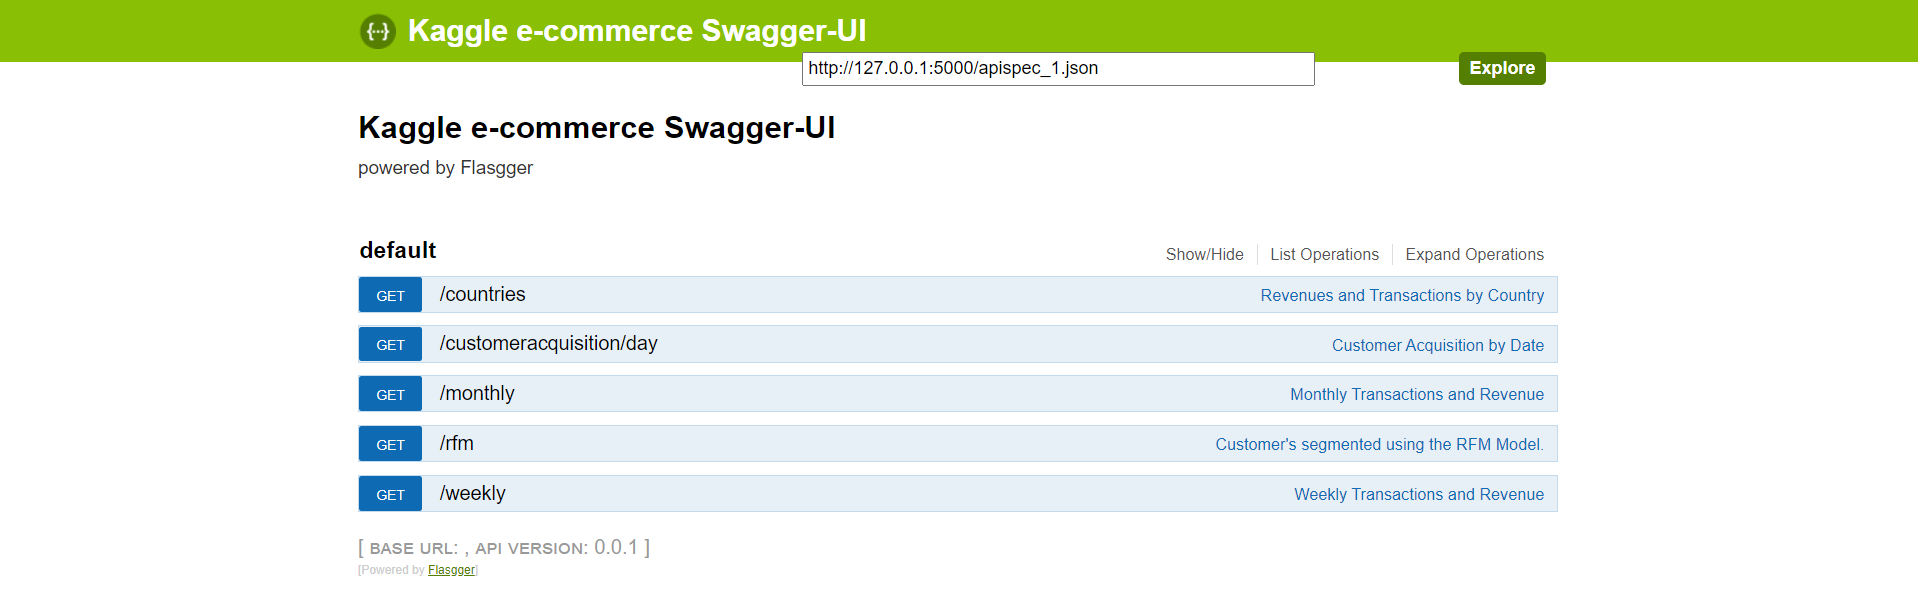 {···} Kaggle e-commerce Swagger-UI
http://127.0.0.1:5000/apispec_1.json Explore
Kaggle e-commerce Swagger-UI
powered by Flasgger
default Show/Hide List Operations Expand Operations
GET /countries Revenues and Transactions by Country
GET /customeracquisition/day Customer Acquisition by Date
GET /monthly Monthly Transactions and Revenue
GET /rfm Customer's segmented using the RFM Model.
GET /weekly Weekly Transactions and Revenue
[ BASE URL: , API VERSION: 0.0.1 ]
[Powered by Flasgger]